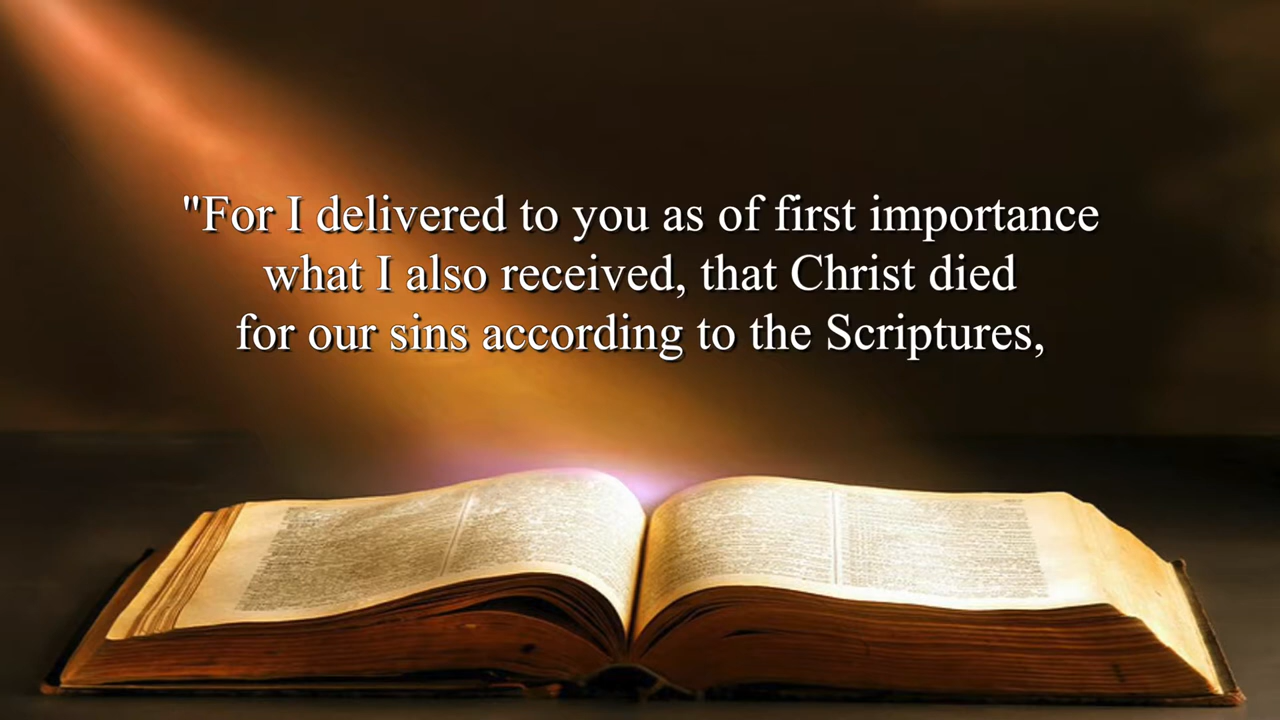 "For I delivered to you as of first importance
what I also received, that Christ died
for our sins according to the Scriptures,